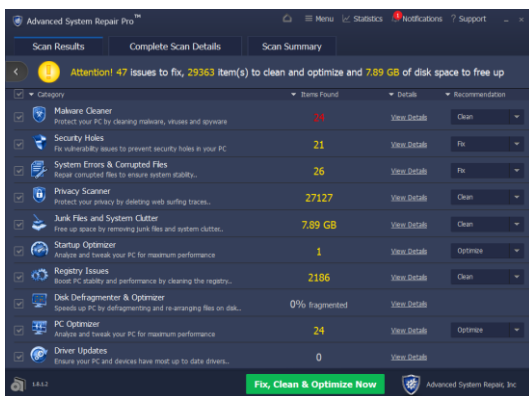 Advanced System Repair Pro™
Menu
Statistics
Notifications
? Support
Scan Results
Complete Scan Details
Scan Summary
Attention! 47 issues to fix, 29363 item(s) to clean and optimize and 7.89 GB of disk space to free up
Category
Items Found
Details
Recommendation
Malware Cleaner
Protect your PC by cleaning malware, viruses and spyware
24
View Details
Clean
Security Holes
Fix vulnerability issues to prevent security holes in your PC
21
View Details
Fix
System Errors & Corrupted Files
Repair corrupted files to ensure system stability..
26
View Details
Fix
Privacy Scanner
Protect your privacy by deleting web surfing traces..
27127
View Details
Clean
Junk Files and System Clutter
Free up space by removing junk files and system clutter..
7.89 GB
View Details
Clean
Startup Optimizer
Analyze and tweak your PC for maximum performance
1
View Details
Optimize
Registry Issues
Boost PC stability and performance by cleaning the registry..
2186
View Details
Clean
Disk Defragmenter & Optimizer
Speeds up PC by defragmenting and re-arranging files on disk..
0% fragmented
View Details
PC Optimizer
Analyze and tweak your PC for maximum performance
24
View Details
Optimize
Driver Updates
Ensure your PC and devices have most up to date drivers..
0
View Details
1.8.1.2
Fix, Clean & Optimize Now
Advanced System Repair, Inc